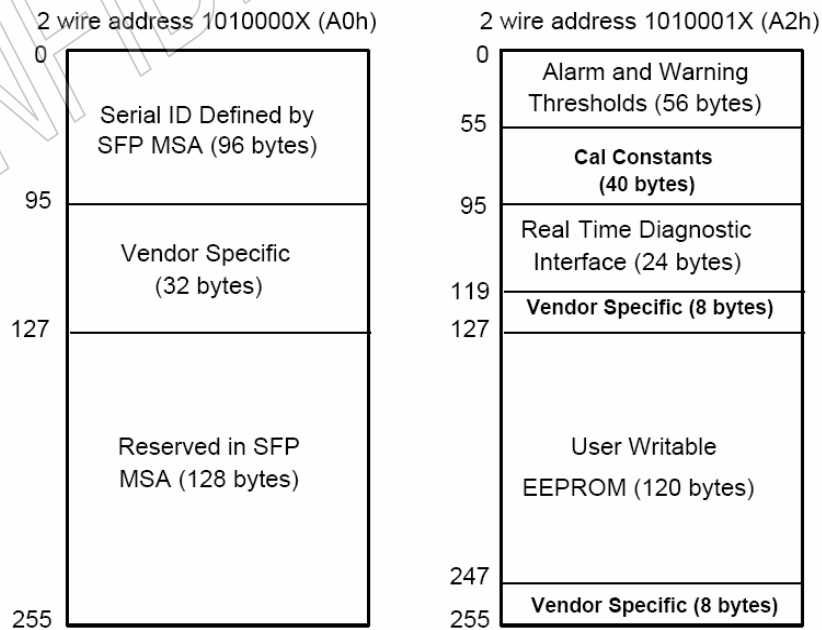 2 wire address 1010000X (A0h)
0
Serial ID Defined by
SFP MSA (96 bytes)
95
Vendor Specific
(32 bytes)
127
Reserved in SFP
MSA (128 bytes)
255
2 wire address 1010001X (A2h)
0
Alarm and Warning
Thresholds (56 bytes)
55
Cal Constants
(40 bytes)
95
Real Time Diagnostic
Interface (24 bytes)
119
Vendor Specific (8 bytes)
127
User Writable
EEPROM (120 bytes)
247
Vendor Specific (8 bytes)
255